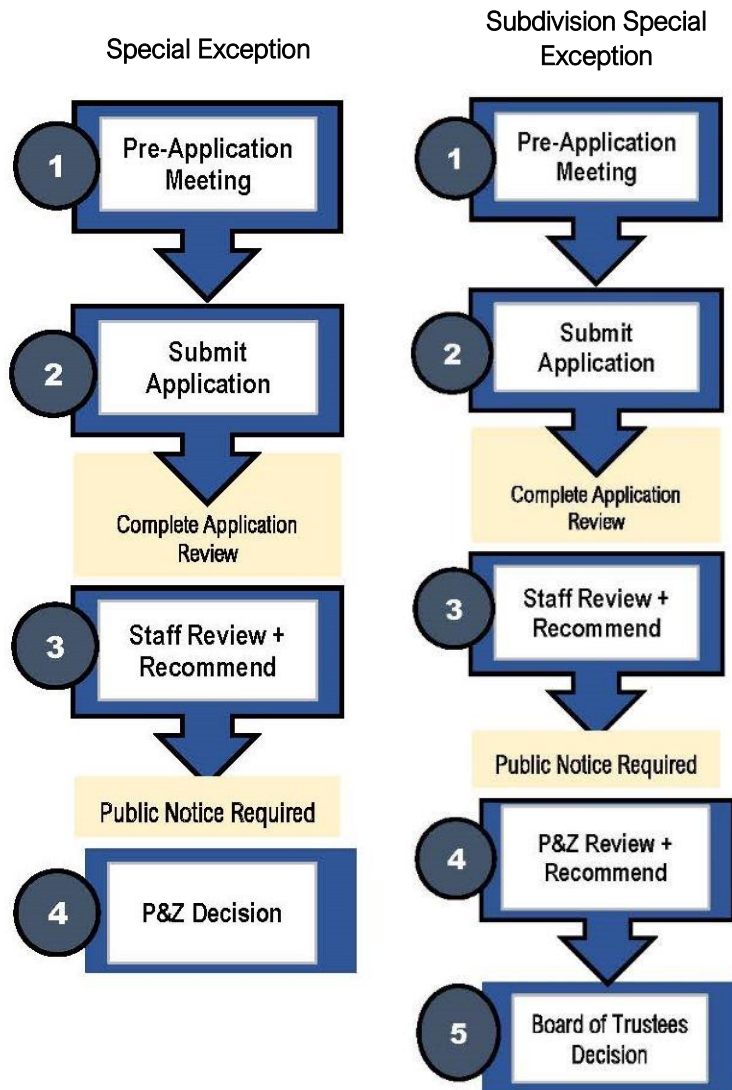 Special Exception
1
Pre-Application
Meeting
2
Submit
Application
Complete Application
Review
3
Staff Review +
Recommend
Public Notice Required
4
P&Z Decision
Subdivision Special
Exception
1
Pre-Application
Meeting
2
Submit
Application
Complete Application
Review
3
Staff Review +
Recommend
Public Notice Required
4
P&Z Review +
Recommend
5
Board of Trustees
Decision